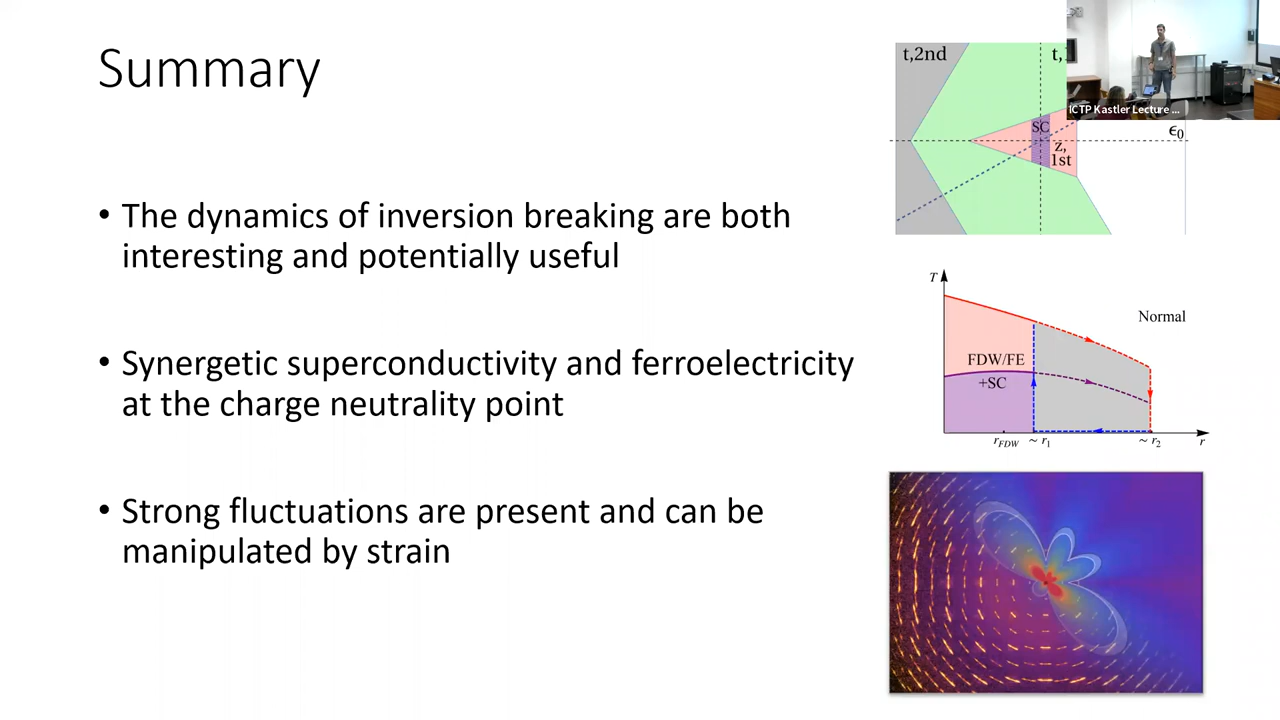 Summary
• The dynamics of inversion breaking are both
interesting and potentially useful
• Synergetic superconductivity and ferroelectricity
at the charge neutrality point
• Strong fluctuations are present and can be
manipulated by strain
t,2nd
t,
SC
z,
1st
ϵ₀
ICTP Kastler Lecture ...
T
Normal
FDW/FE
+SC
r_FDW
~ r₁
~ r₂
r